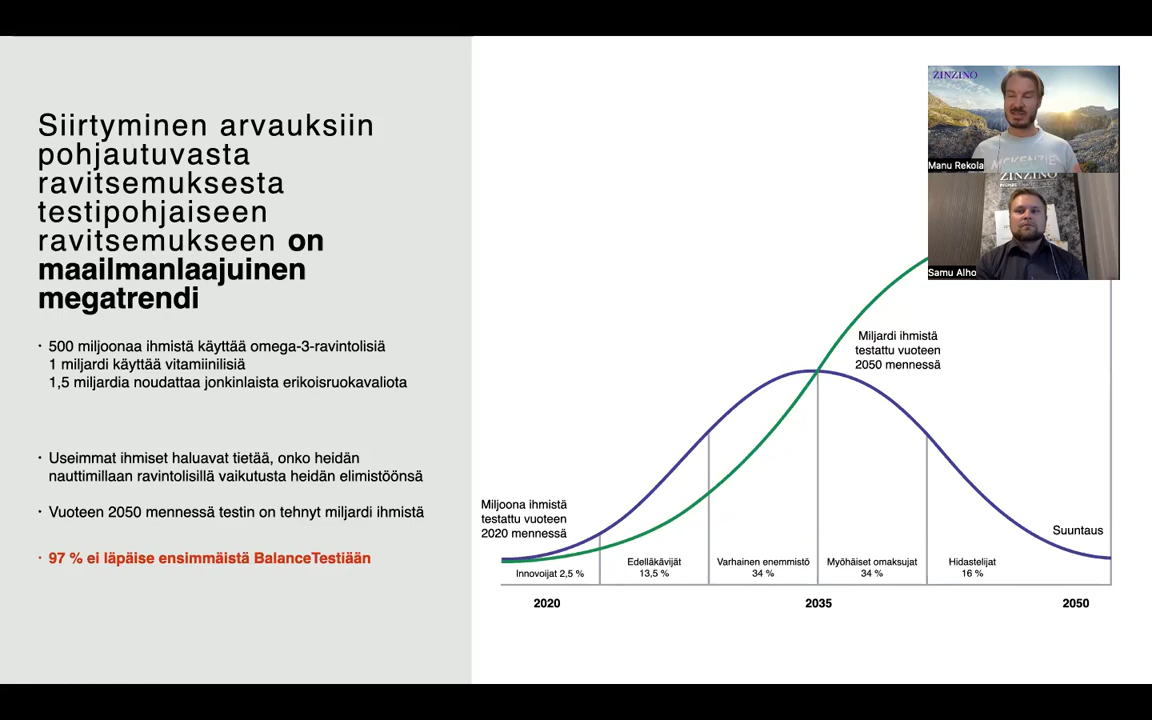 Siirtyminen arvauksiin
pohjautuvasta
ravitsemuksesta
testipohjaiseen
ravitsemukseen on
maailmanlaajuinen
megatrendi
· 500 miljoonaa ihmistä käyttää omega-3-ravintolisiä
1 miljardi käyttää vitamiinilisiä
1,5 miljardia noudattaa jonkinlaista erikoisruokavaliota
· Useimmat ihmiset haluavat tietää, onko heidän
nauttimillaan ravintolisillä vaikutusta heidän elimistöönsä
· Vuoteen 2050 mennessä testin on tehnyt miljardi ihmistä
· 97 % ei läpäise ensimmäistä BalanceTestiään
ZINZINO
MCKENZIE
Manu Rekola
ZINZINO
Samu Alho
Miljardi ihmistä
testattu vuoteen
2050 mennessä
Miljoona ihmistä
testattu vuoteen
2020 mennessä
Suuntaus
Innovoijat 2,5 %
Edelläkävijät
13,5 %
Varhainen enemmistö
34 %
Myöhäiset omaksujat
34 %
Hidastelijat
16 %
2020
2035
2050